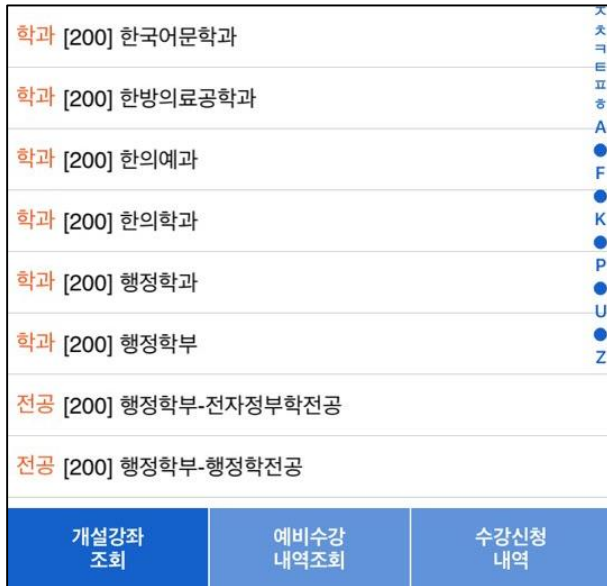 학과 [200] 한국어문학과
학과 [200] 한방의료공학과
학과 [200] 한의예과
학과 [200] 한의학과
학과 [200] 행정학과
학과 [200] 행정학부
전공 [200] 행정학부-전자정부학전공
전공 [200] 행정학부-행정학전공
ㅈ
ㅊ
ㅋ
ㅌ
ㅍ
ㅎ
A
F
K
P
U
Z
개설강좌
조회
예비수강
내역조회
수강신청
내역